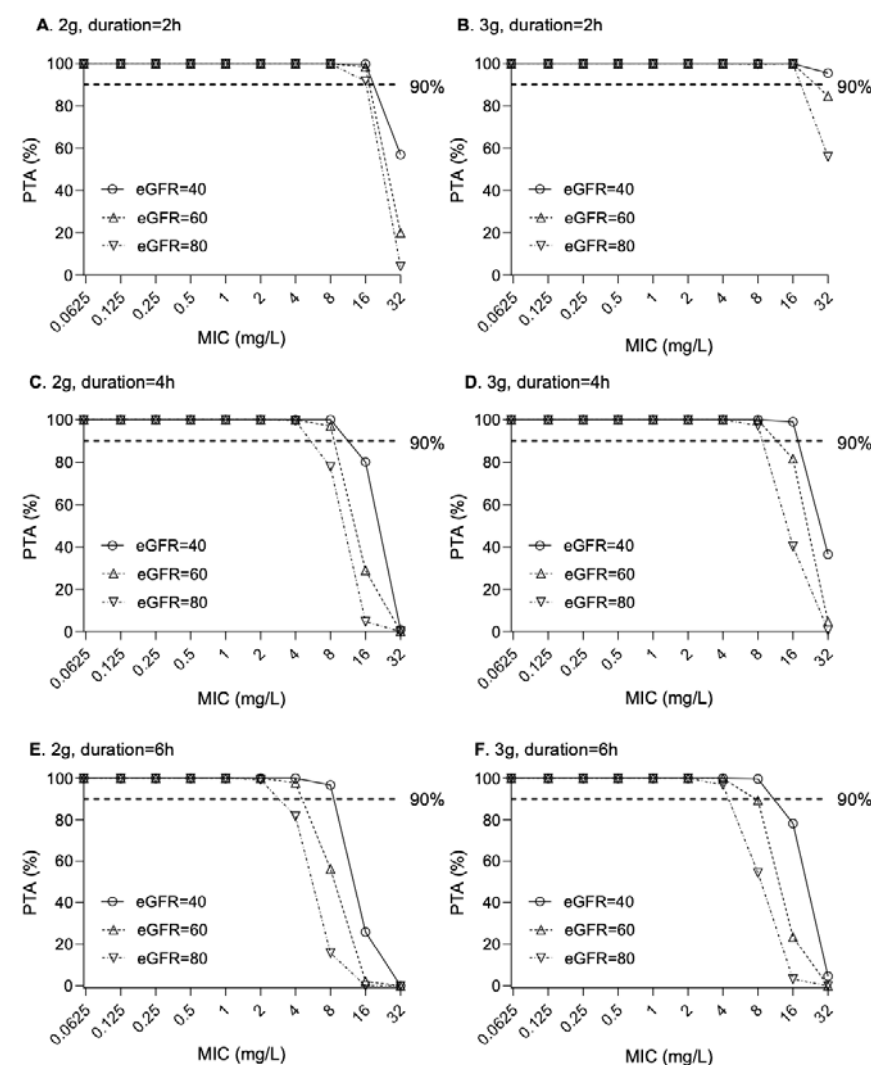 A. 2g, duration=2h
PTA (%)
100
80
60
40
20
0
90%
eGFR=40
eGFR=60
eGFR=80
0.0625
0.125
0.25
0.5
1
2
4
8
16
32
MIC (mg/L)
B. 3g, duration=2h
PTA (%)
100
80
60
40
20
0
90%
eGFR=40
eGFR=60
eGFR=80
0.0625
0.125
0.25
0.5
1
2
4
8
16
32
MIC (mg/L)
C. 2g, duration=4h
PTA (%)
100
80
60
40
20
0
90%
eGFR=40
eGFR=60
eGFR=80
0.0625
0.125
0.25
0.5
1
2
4
8
16
32
MIC (mg/L)
D. 3g, duration=4h
PTA (%)
100
80
60
40
20
0
90%
eGFR=40
eGFR=60
eGFR=80
0.0625
0.125
0.25
0.5
1
2
4
8
16
32
MIC (mg/L)
E. 2g, duration=6h
PTA (%)
100
80
60
40
20
0
90%
eGFR=40
eGFR=60
eGFR=80
0.0625
0.125
0.25
0.5
1
2
4
8
16
32
MIC (mg/L)
F. 3g, duration=6h
PTA (%)
100
80
60
40
20
0
90%
eGFR=40
eGFR=60
eGFR=80
0.0625
0.125
0.25
0.5
1
2
4
8
16
32
MIC (mg/L)